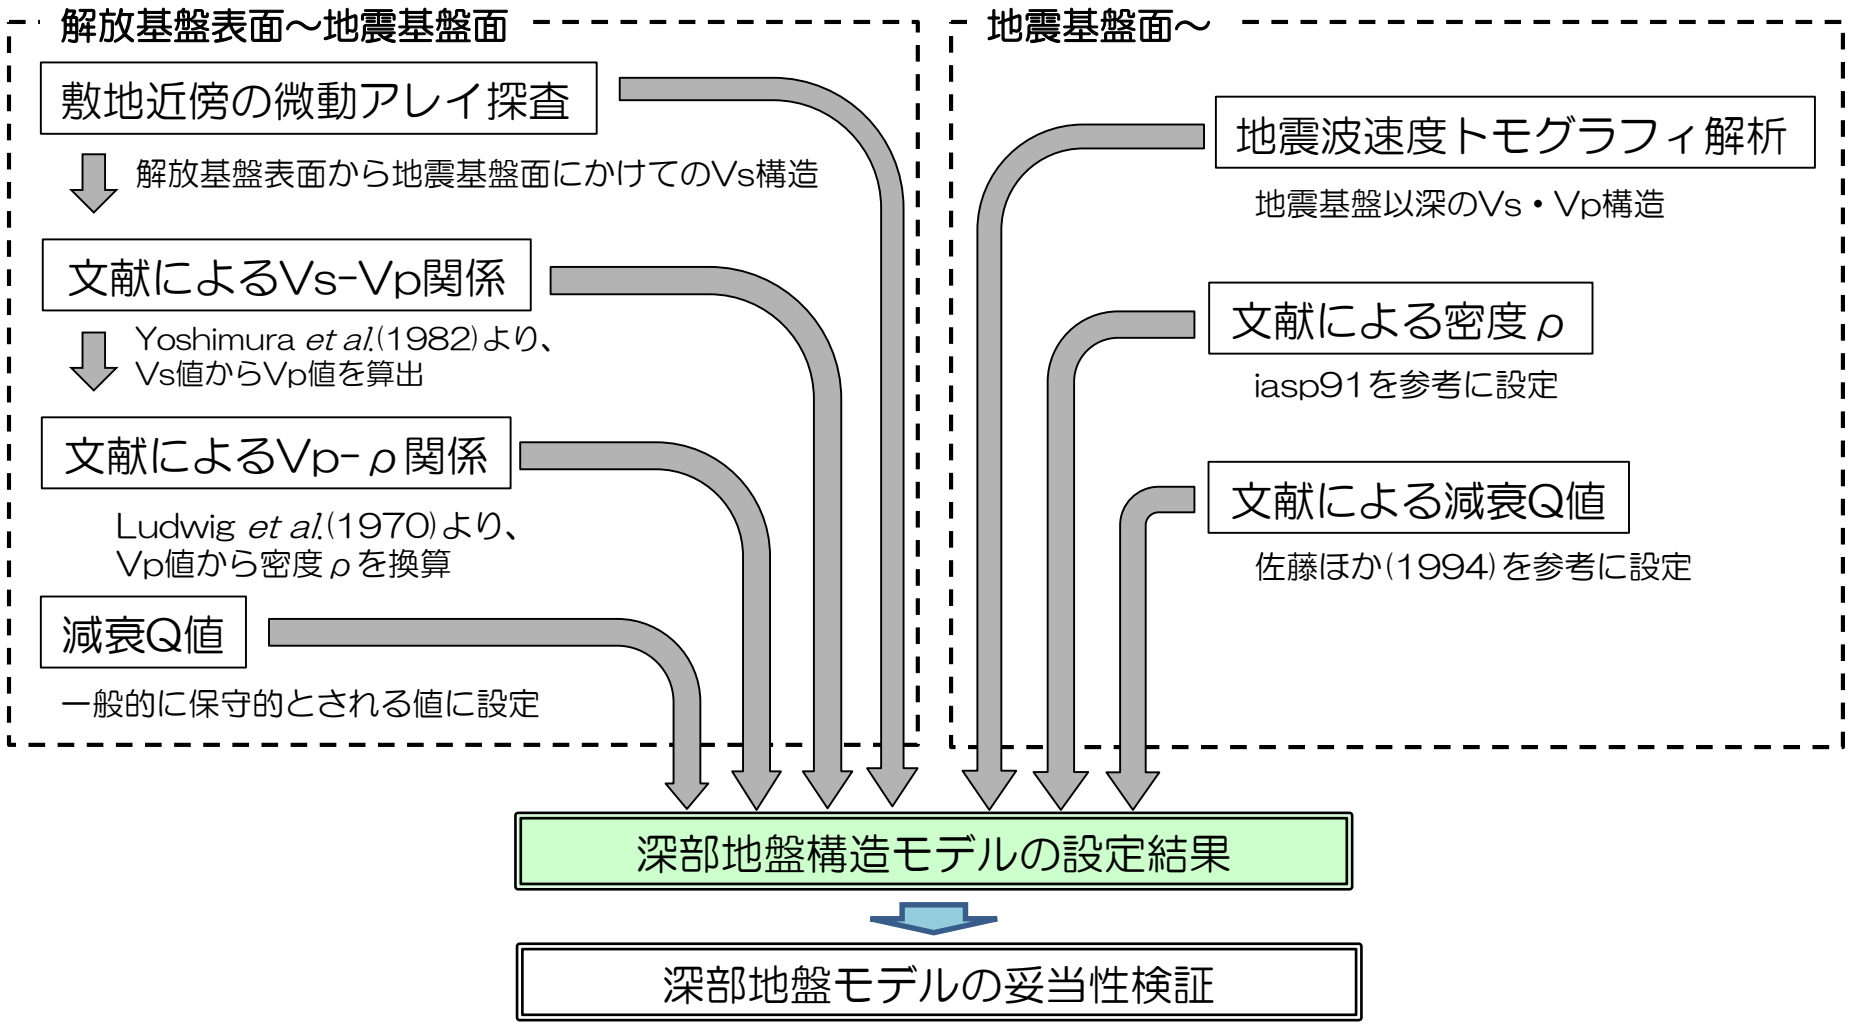 解放基盤表面～地震基盤面
敷地近傍の微動アレイ探査
解放基盤表面から地震基盤面にかけてのVs構造
文献によるVs-Vp関係
Yoshimura et al.(1982)より、
Vs値からVp値を算出
文献によるVp-ρ関係
Ludwig et al.(1970)より、
Vp値から密度ρを換算
減衰Q値
一般的に保守的とされる値に設定
地震基盤面～
地震波速度トモグラフィ解析
地震基盤以深のVs・Vp構造
文献による密度ρ
iasp91を参考に設定
文献による減衰Q値
佐藤ほか(1994)を参考に設定
深部地盤構造モデルの設定結果
深部地盤モデルの妥当性検証